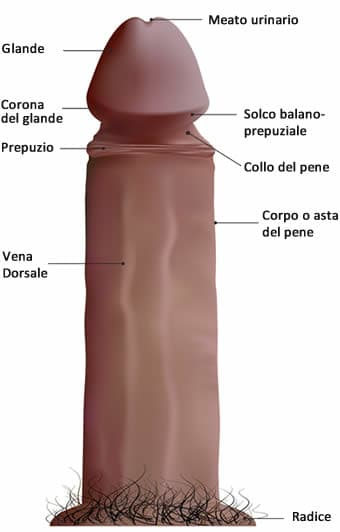 Meato urinario
Glande
Corona
del glande
Solco balano-
prepuziale
Prepuzio
Collo del pene
Corpo o asta
del pene
Vena
Dorsale
Radice